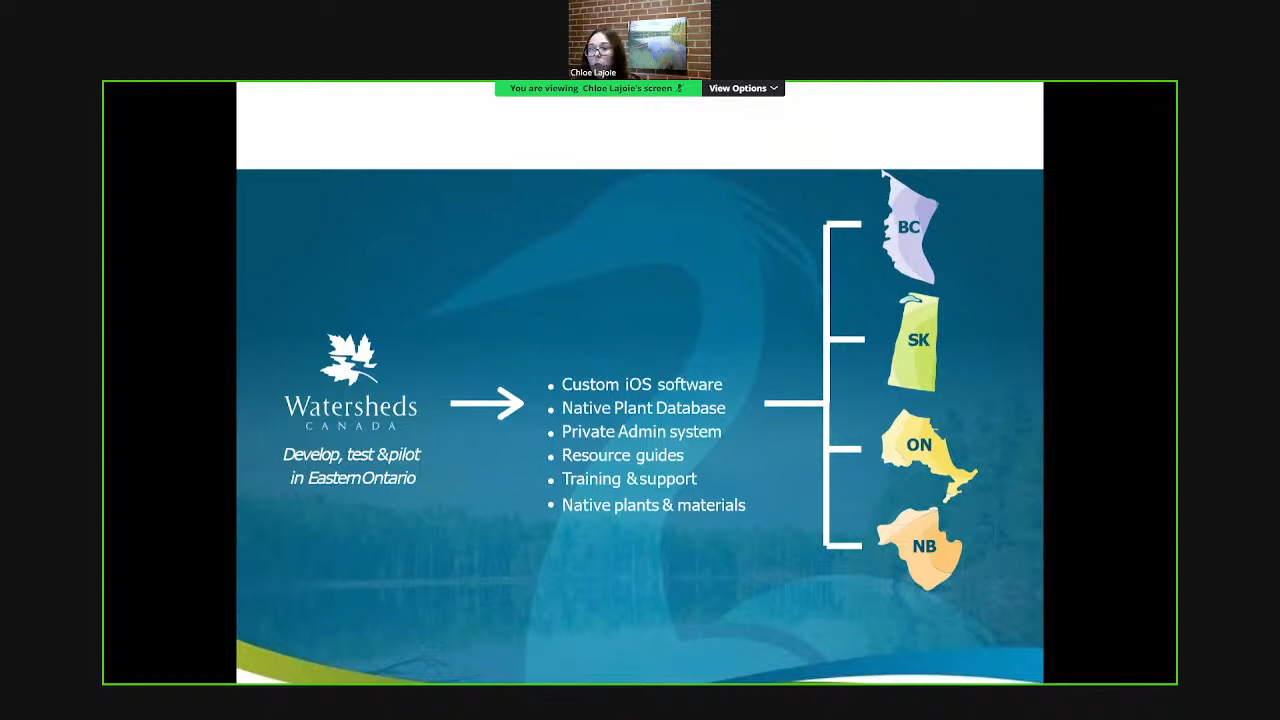 Chloe Lajoie
You are viewing Chloe Lajoie's screen
View Options
BC
SK
ON
NB
Watersheds
CANADA
Develop, test & pilot
in Eastern Ontario
• Custom iOS software
• Native Plant Database
• Private Admin system
• Resource guides
• Training & support
• Native plants & materials